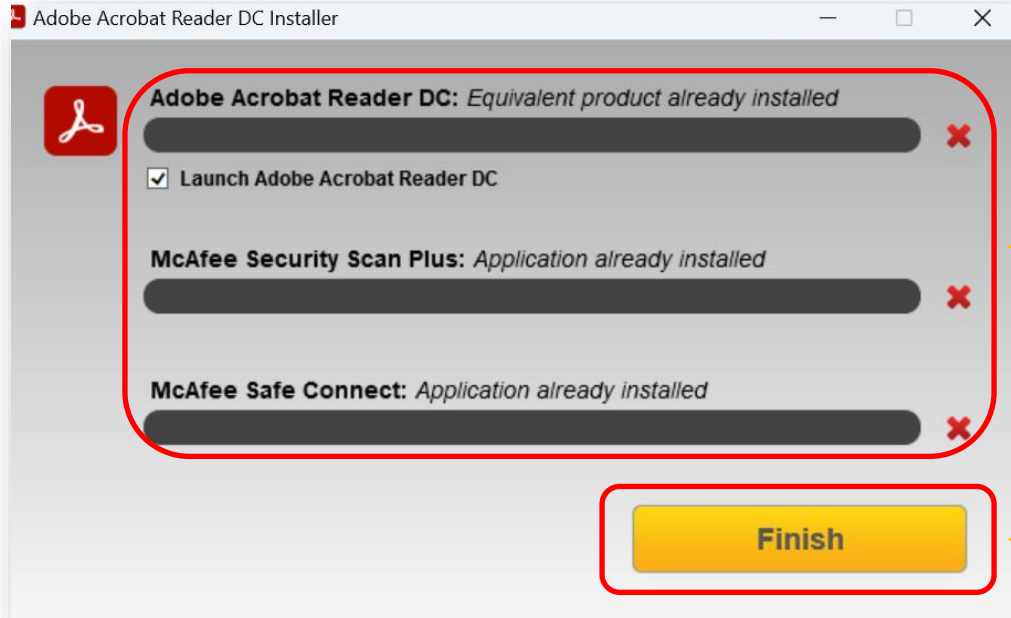 Adobe Acrobat Reader DC Installer
Adobe Acrobat Reader DC: Equivalent product already installed
Launch Adobe Acrobat Reader DC
McAfee Security Scan Plus: Application already installed
McAfee Safe Connect: Application already installed
Finish